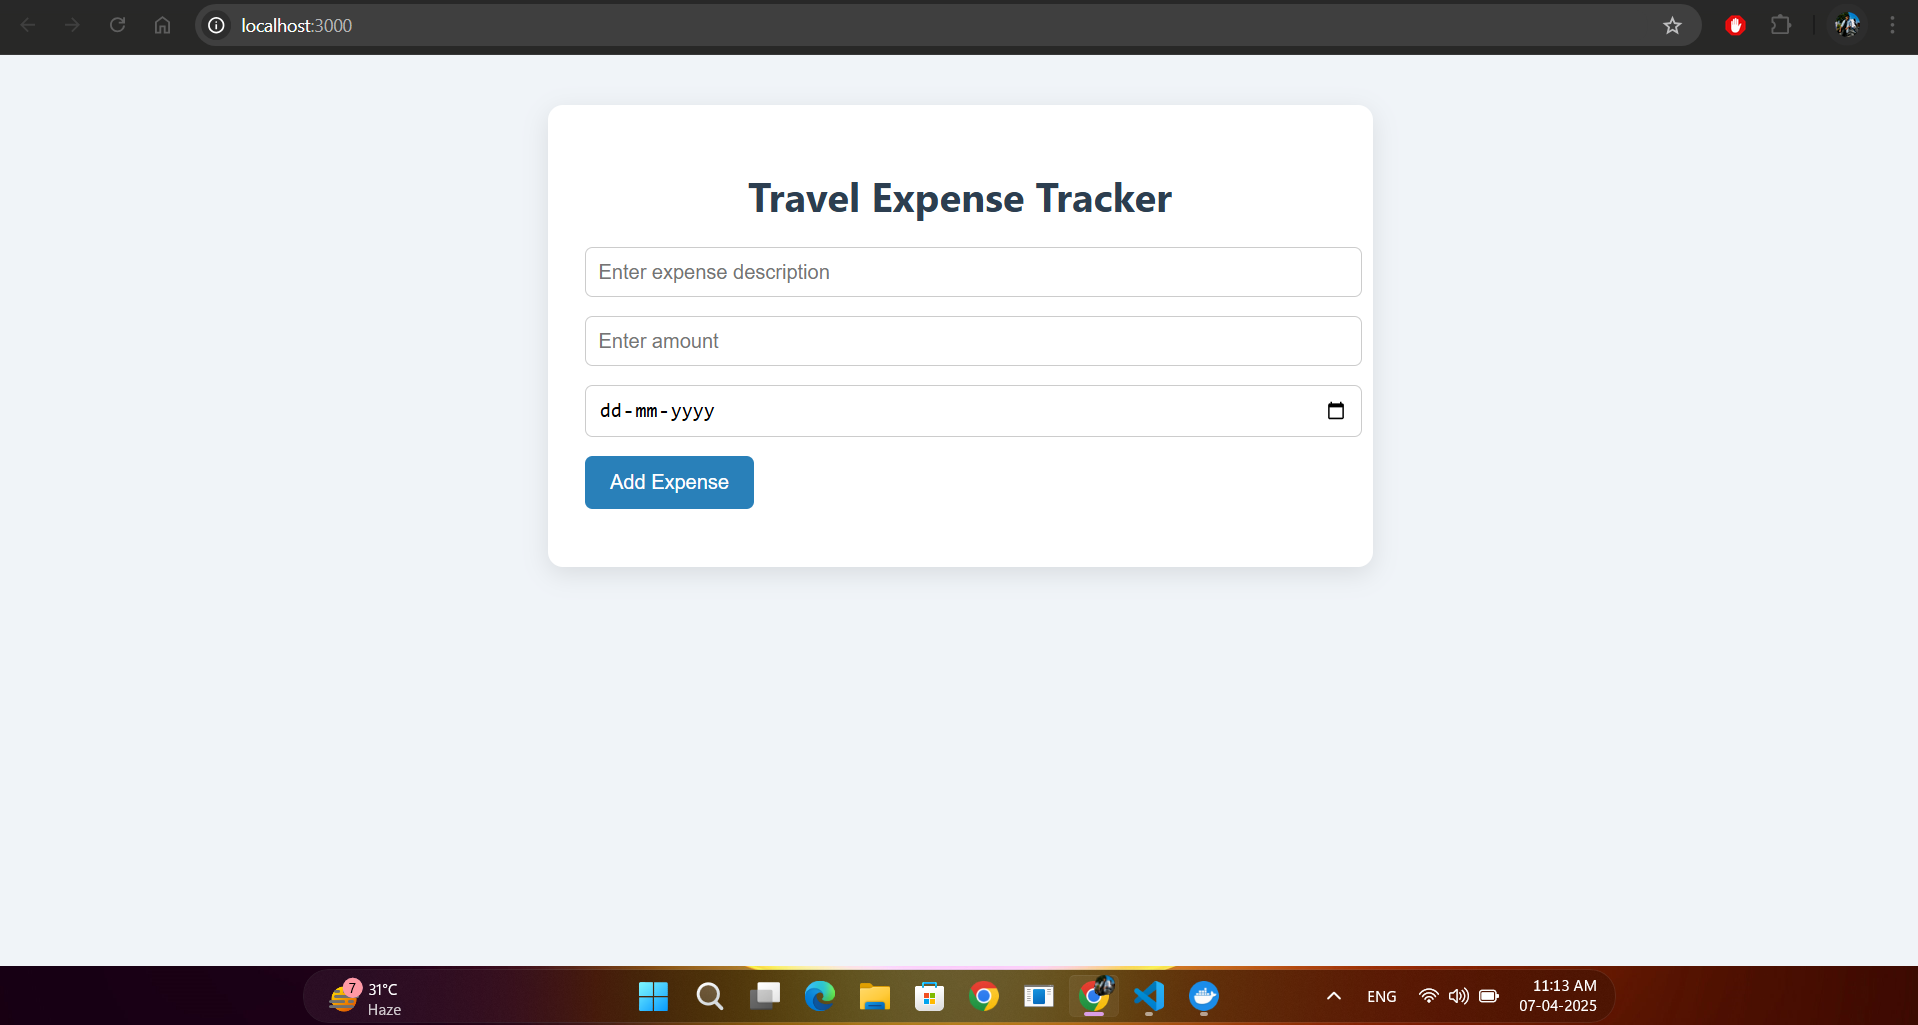 localhost:3000
Travel Expense Tracker
Enter expense description
Enter amount
dd-mm-yyyy
Add Expense
7
31°C
Haze
ENG
11:13 AM
07-04-2025